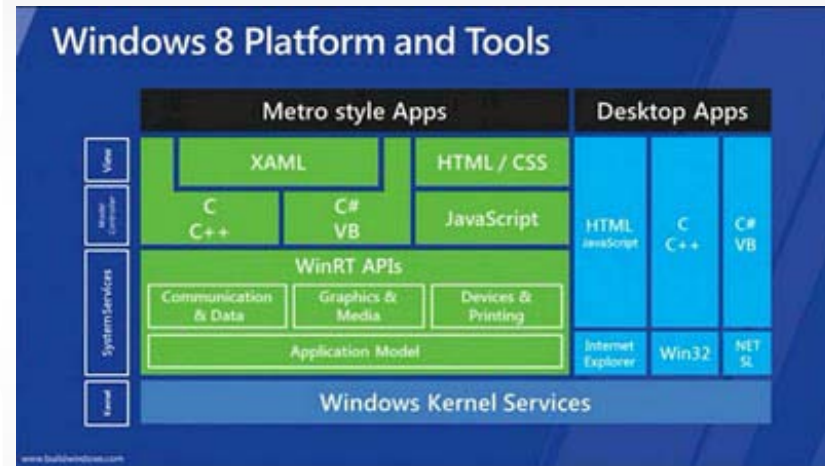 Windows 8 Platform and Tools
Metro style Apps
Desktop Apps
View
XAML
HTML / CSS
Model
Controller
C
C++
C#
VB
JavaScript
HTML
JavaScript
C
C++
C#
VB
System Services
WinRT APIs
Communication
& Data
Graphics &
Media
Devices &
Printing
Application Model
Internet
Explorer
Win32
.NET
SL
Kernel
Windows Kernel Services
www.buildwindows.com